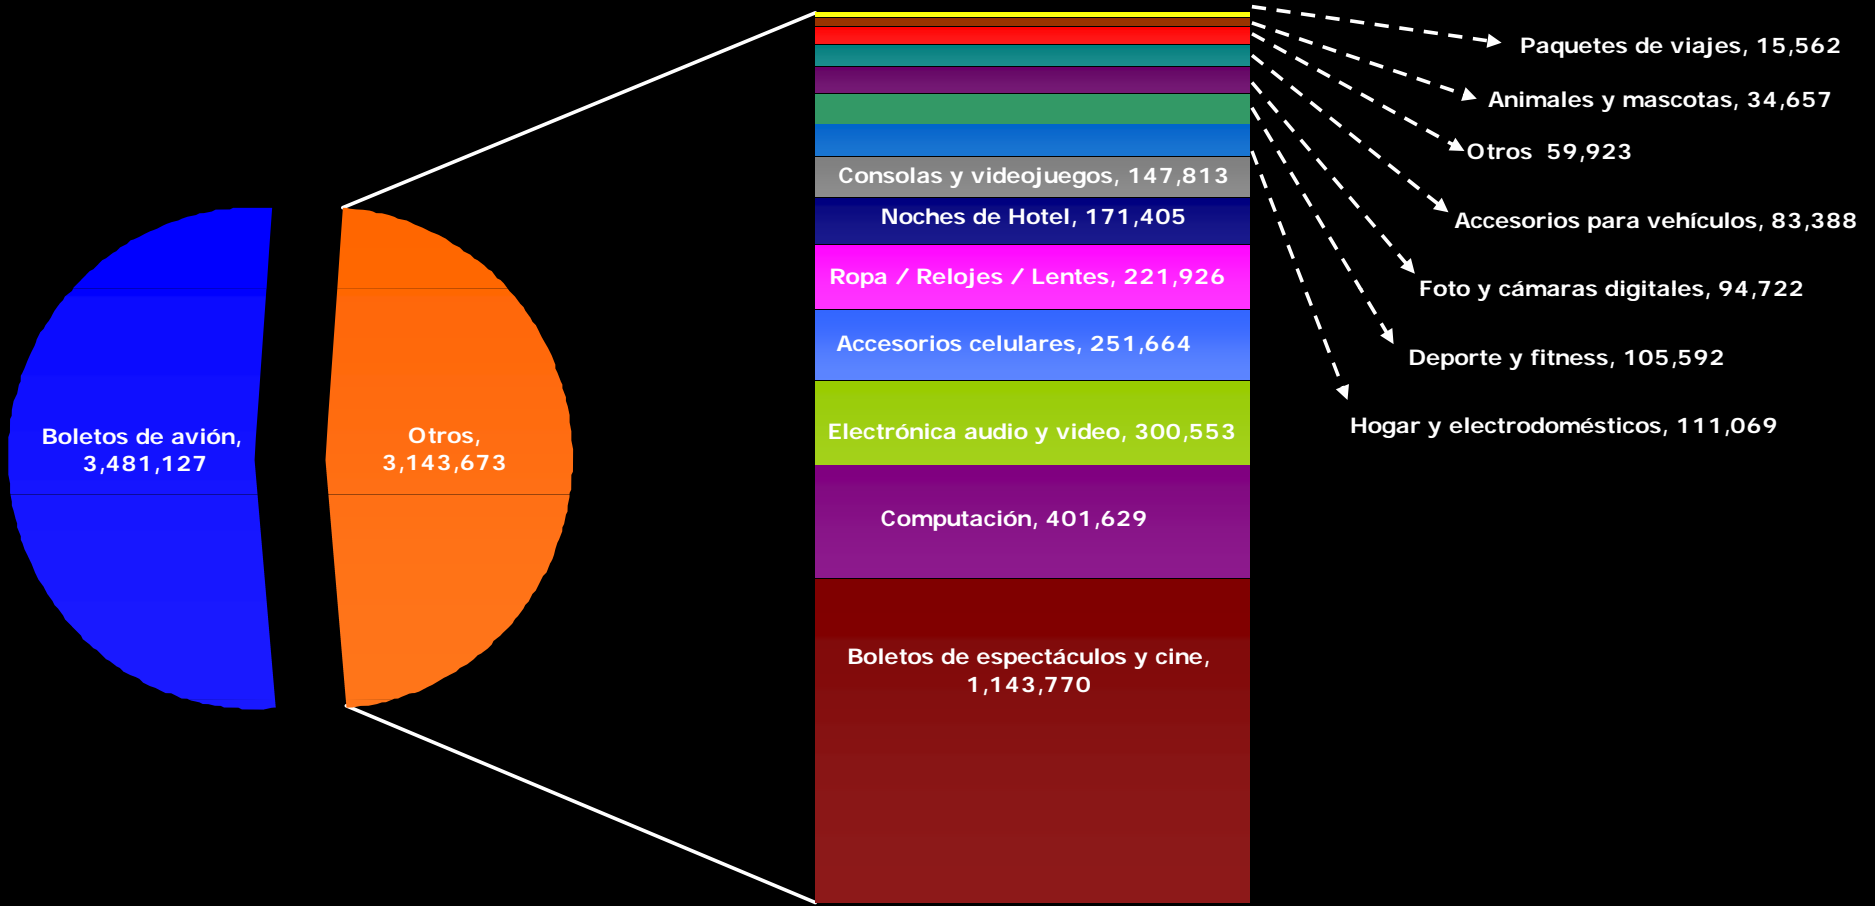 Boletos de avión,
3,481,127
Otros,
3,143,673
Consolas y videojuegos, 147,813
Noches de Hotel, 171,405
Ropa / Relojes / Lentes, 221,926
Accesorios celulares, 251,664
Electrónica audio y video, 300,553
Computación, 401,629
Boletos de espectáculos y cine,
1,143,770
Paquetes de viajes, 15,562
Animales y mascotas, 34,657
Otros 59,923
Accesorios para vehículos, 83,388
Foto y cámaras digitales, 94,722
Deporte y fitness, 105,592
Hogar y electrodomésticos, 111,069